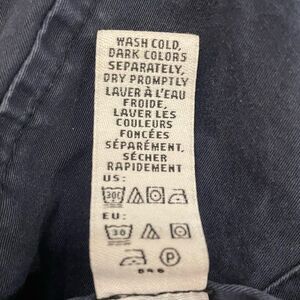 WASH COLD,
DARK COLORS
SEPARATELY,
DRY PROMPTLY
LAVER À L'EAU
FROIDE,
LAVER LES
COULEURS
FONCÉES
SÉPARÉMENT,
SÉCHER
RAPIDEMENT
US:
30C
EU:
30
P